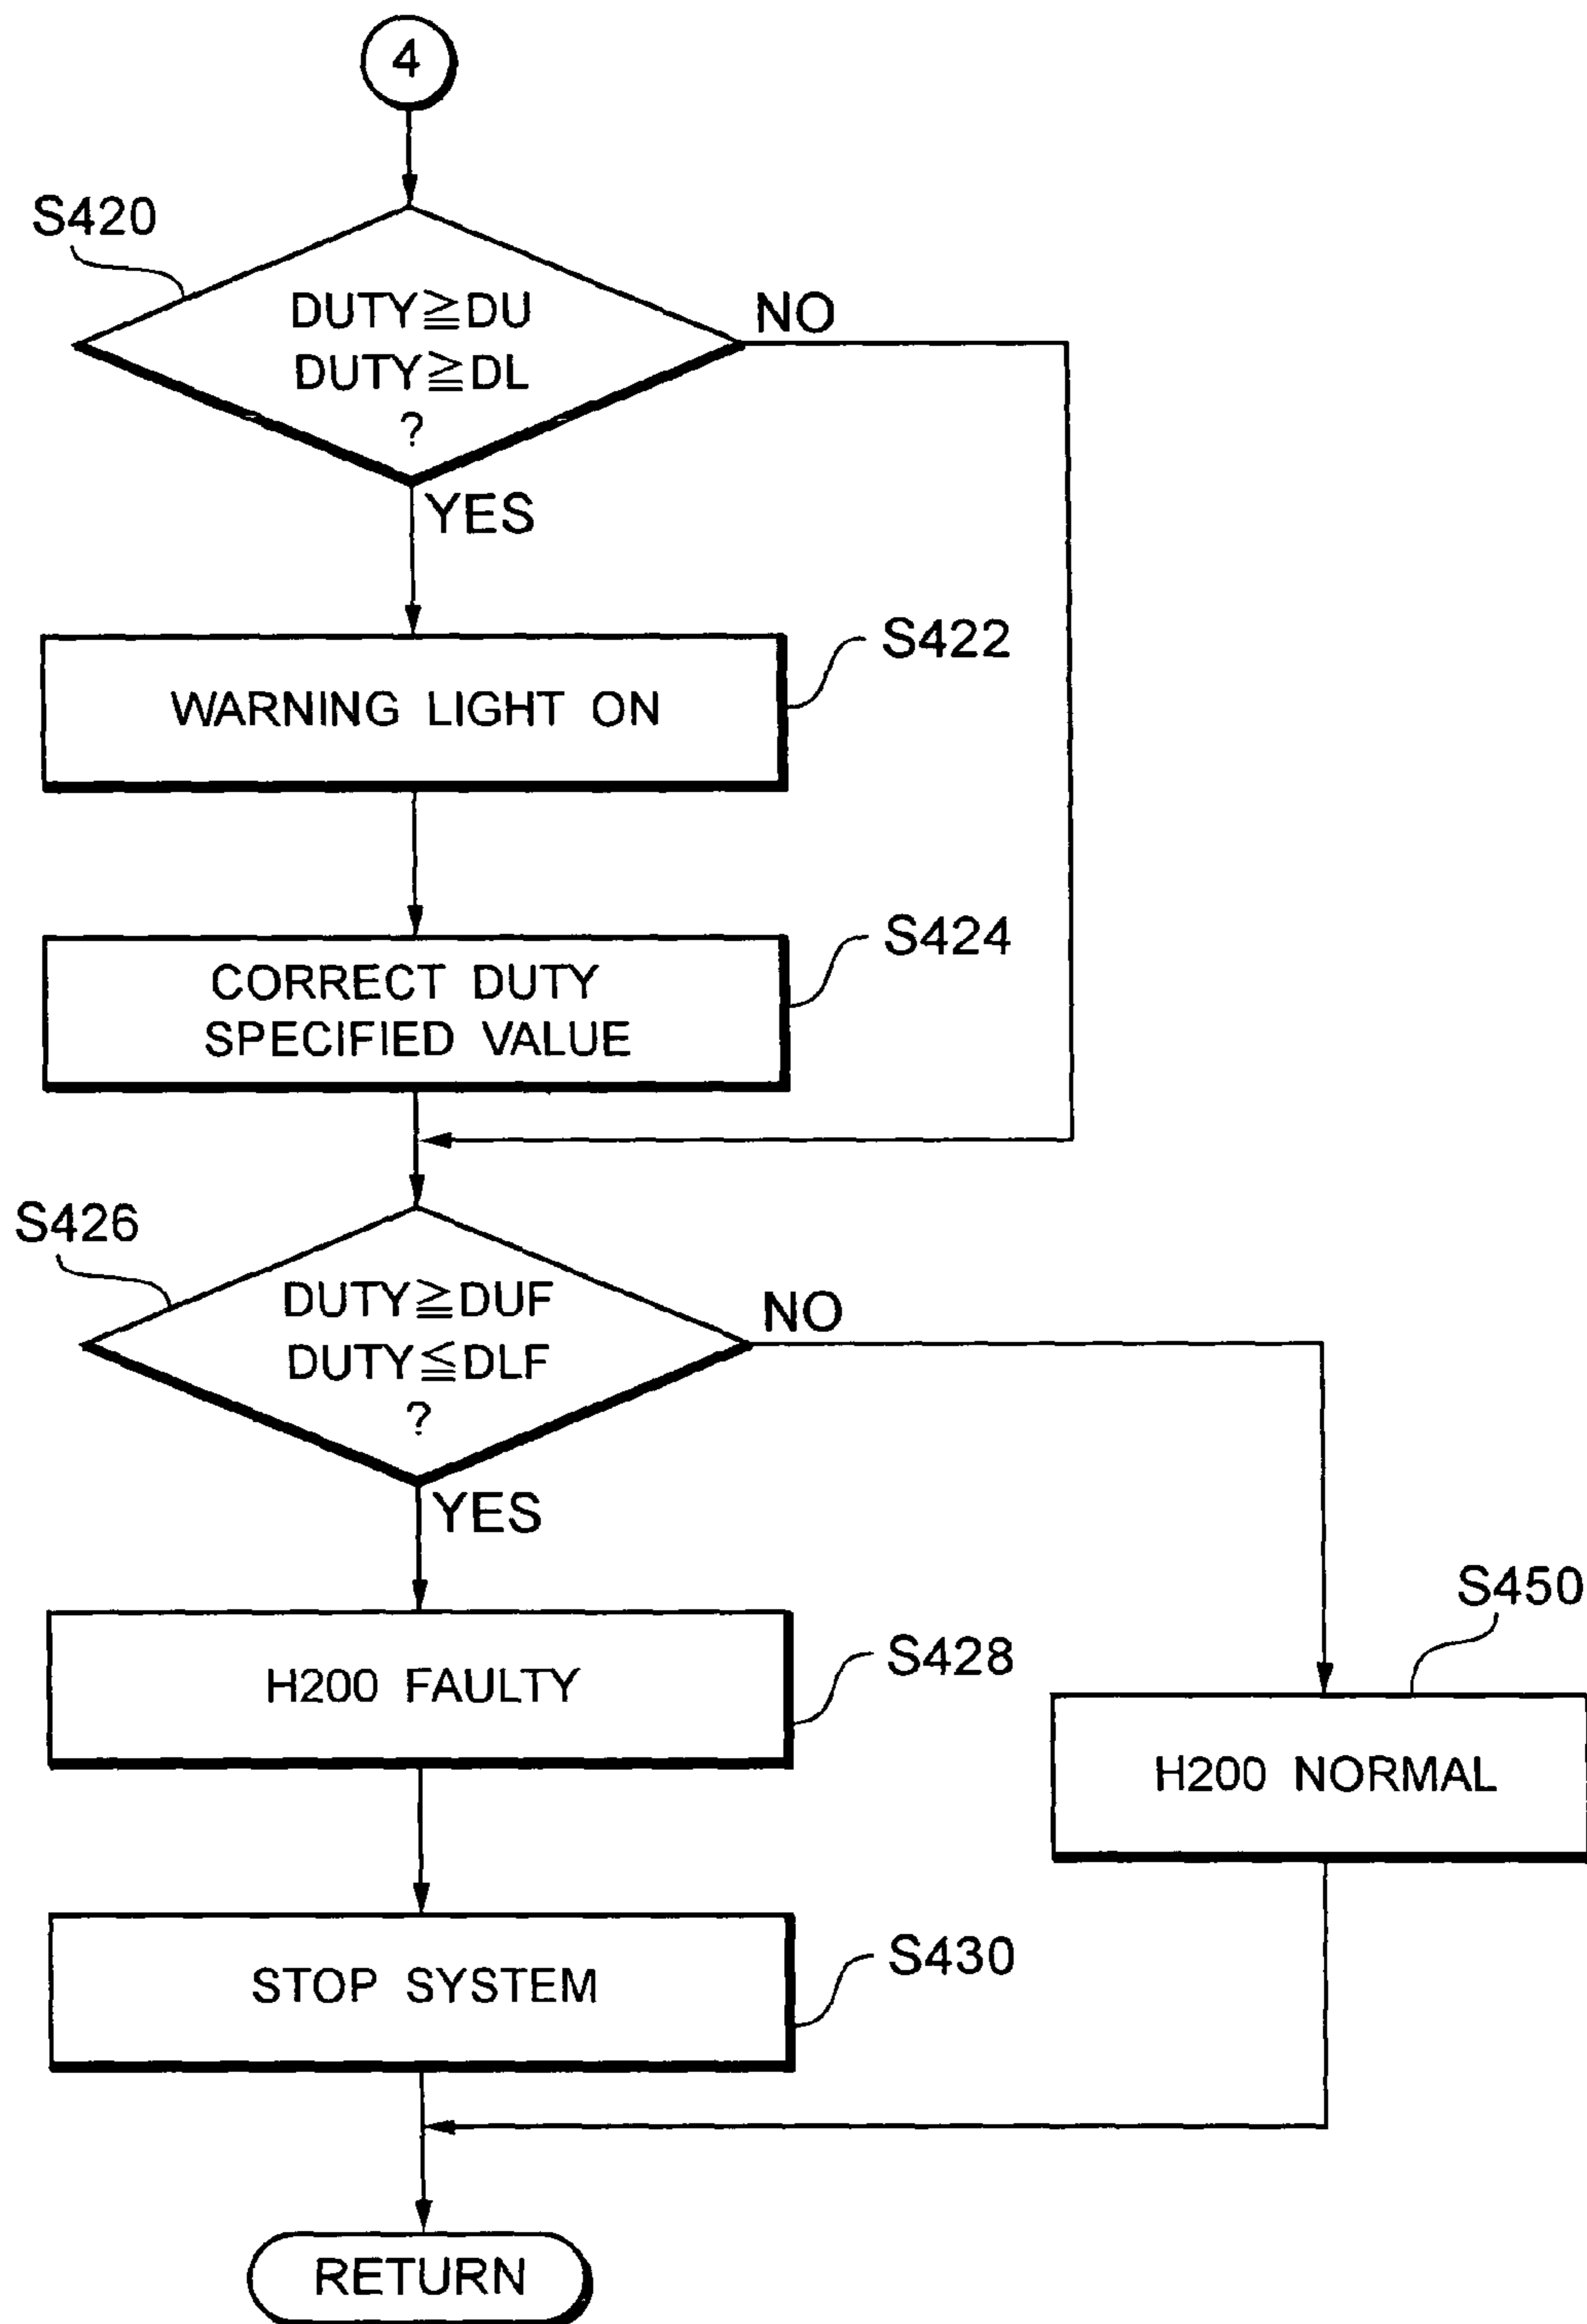 4
S420
DUTY≧DU
DUTY≧DL
?
NO
YES
S422
WARNING LIGHT ON
S424
CORRECT DUTY
SPECIFIED VALUE
S426
DUTY≧DUF
DUTY≦DLF
?
NO
YES
S428
H200 FAULTY
S450
H200 NORMAL
S430
STOP SYSTEM
RETURN